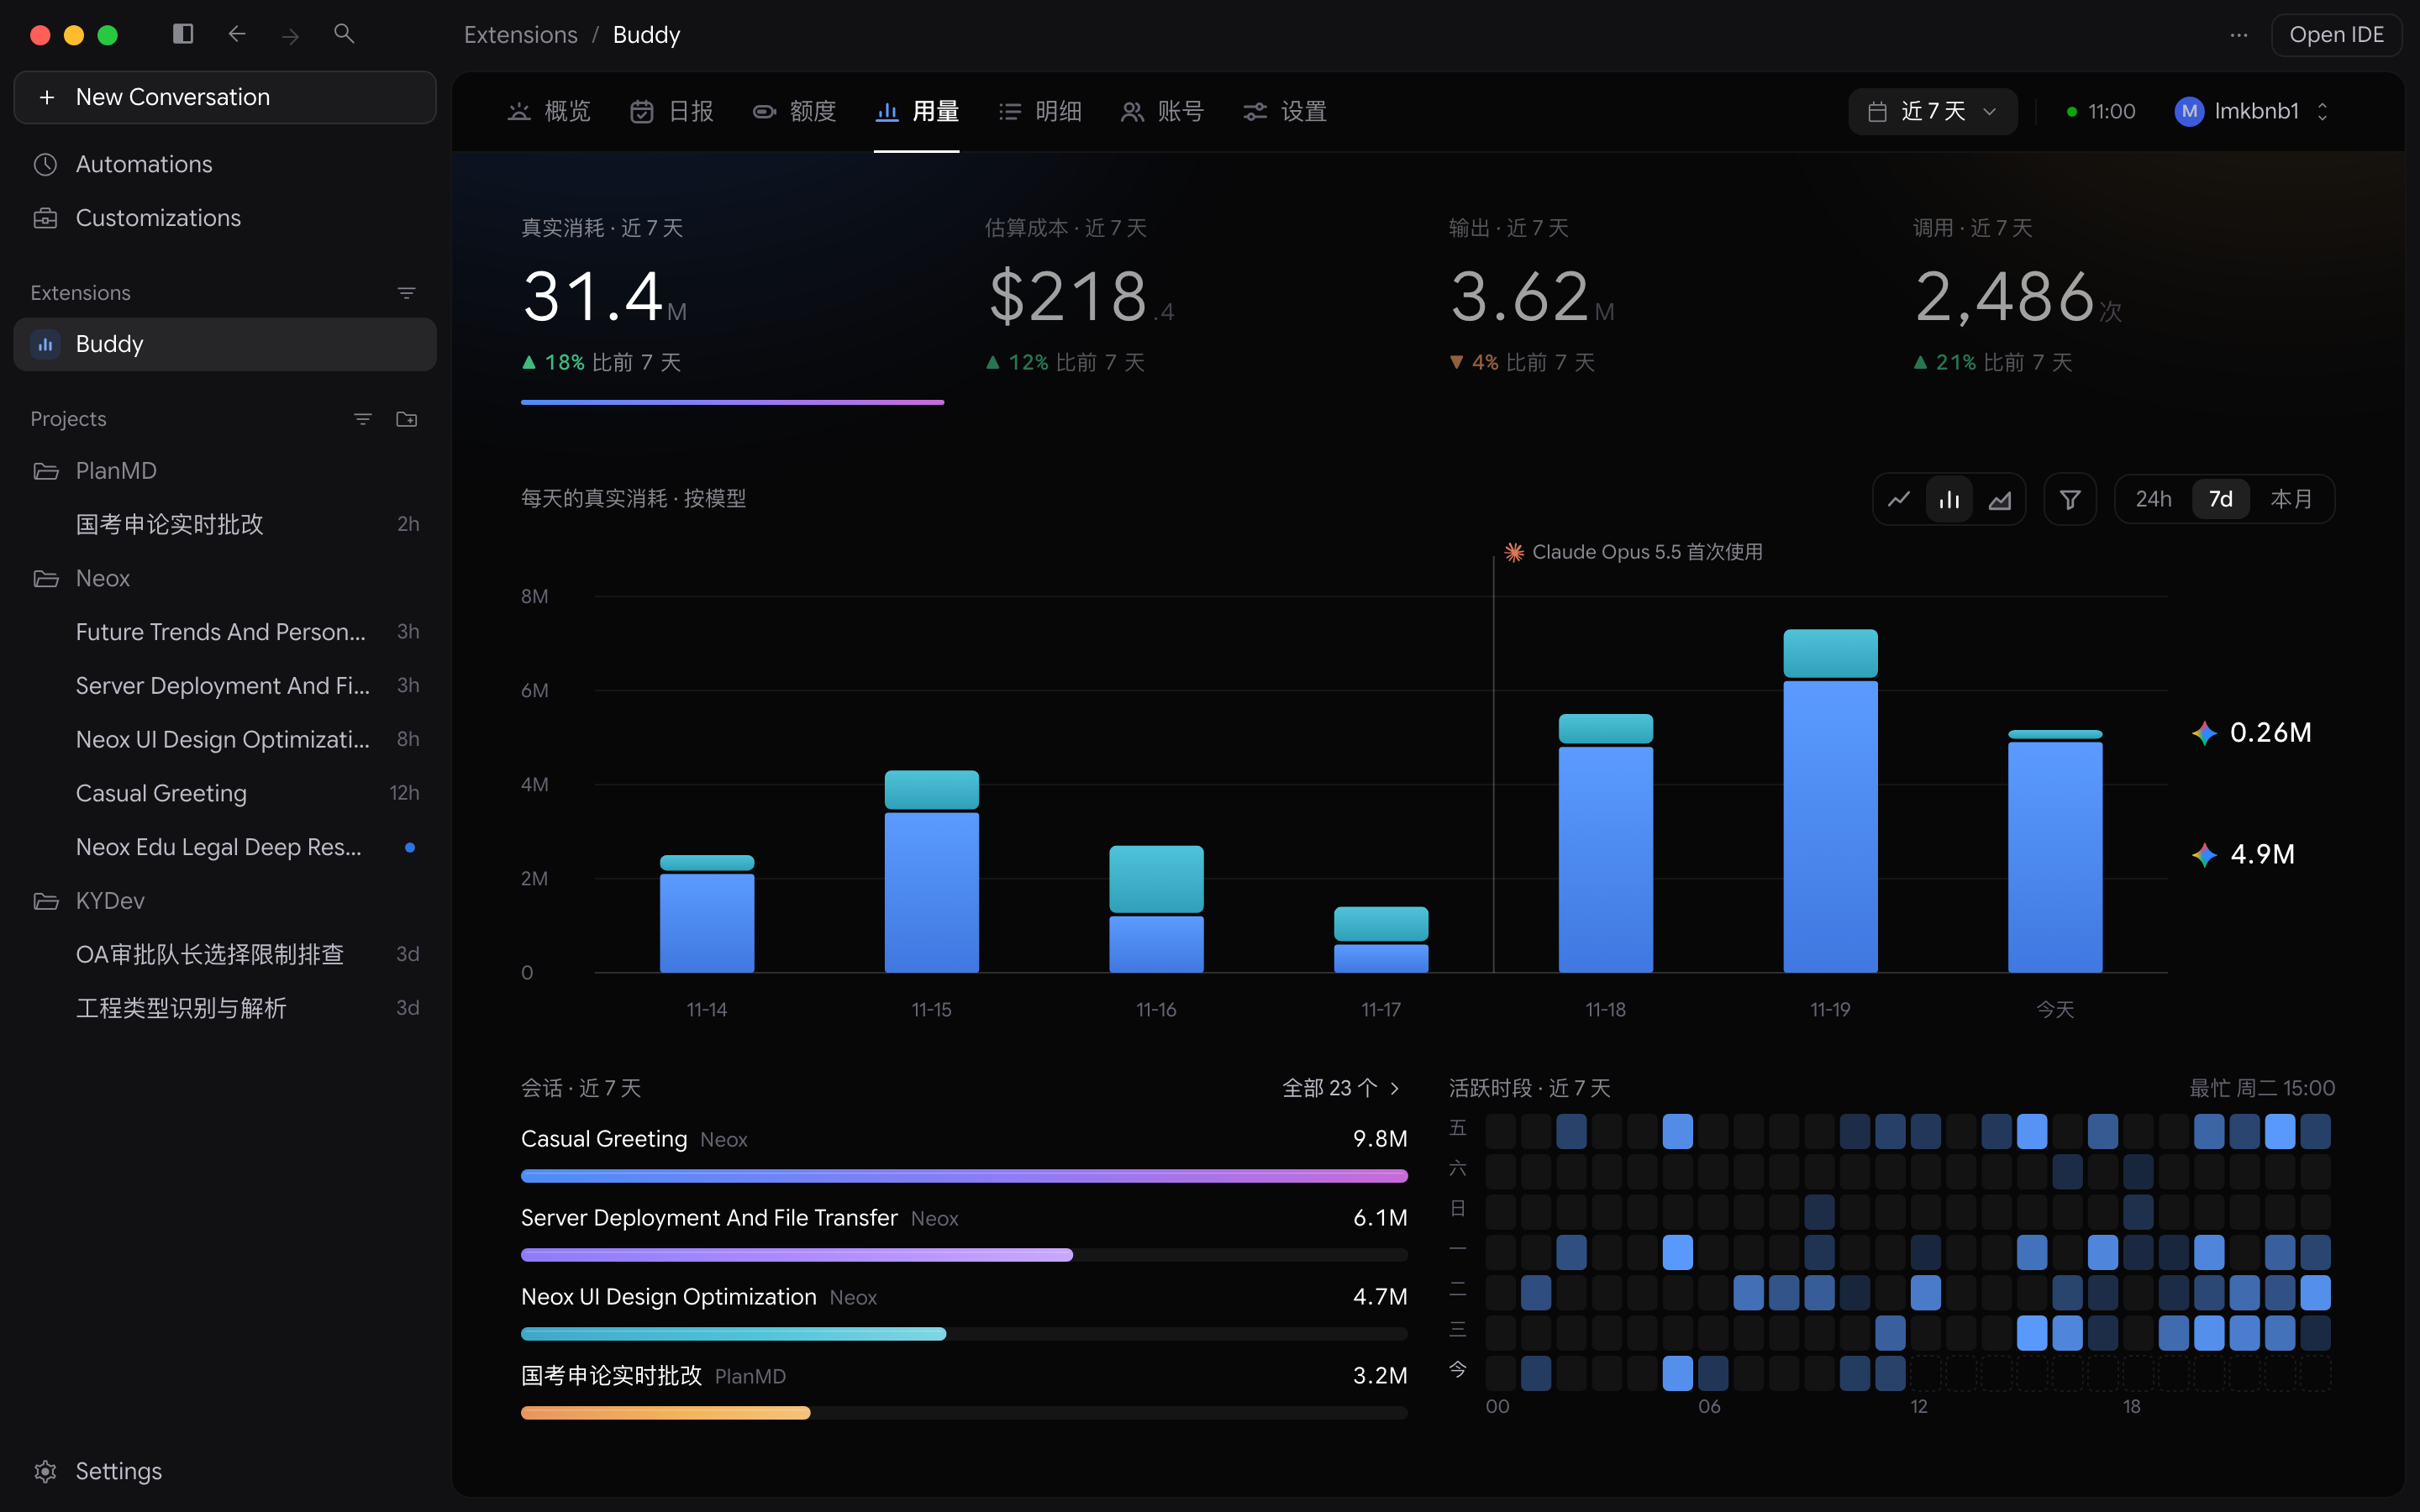 Extensions / Buddy
Open IDE
New Conversation
Automations
Customizations
Extensions
Buddy
Projects
PlanMD
国考申论实时批改 2h
Neox
Future Trends And Person... 3h
Server Deployment And Fi... 3h
Neox UI Design Optimizati... 8h
Casual Greeting 12h
Neox Edu Legal Deep Res...
KYDev
OA审批队长选择限制排查 3d
工程类型识别与解析 3d
Settings
概览 日报 额度 用量 明细 账号 设置
近 7 天 11:00 M lmkbnb1
真实消耗 · 近 7 天
31.4M
18% 比前 7 天
估算成本 · 近 7 天
$218.4
12% 比前 7 天
输出 · 近 7 天
3.62M
4% 比前 7 天
调用 · 近 7 天
2,486次
21% 比前 7 天
每天的真实消耗 · 按模型
24h 7d 本月
Claude Opus 5.5 首次使用
8M
6M
4M
2M
0
0.26M
4.9M
11-14 11-15 11-16 11-17 11-18 11-19 今天
会话 · 近 7 天 全部 23 个
Casual Greeting Neox 9.8M
Server Deployment And File Transfer Neox 6.1M
Neox UI Design Optimization Neox 4.7M
国考申论实时批改 PlanMD 3.2M
活跃时段 · 近 7 天 最忙 周二 15:00
五
六
日
一
二
三
今
00 06 12 18